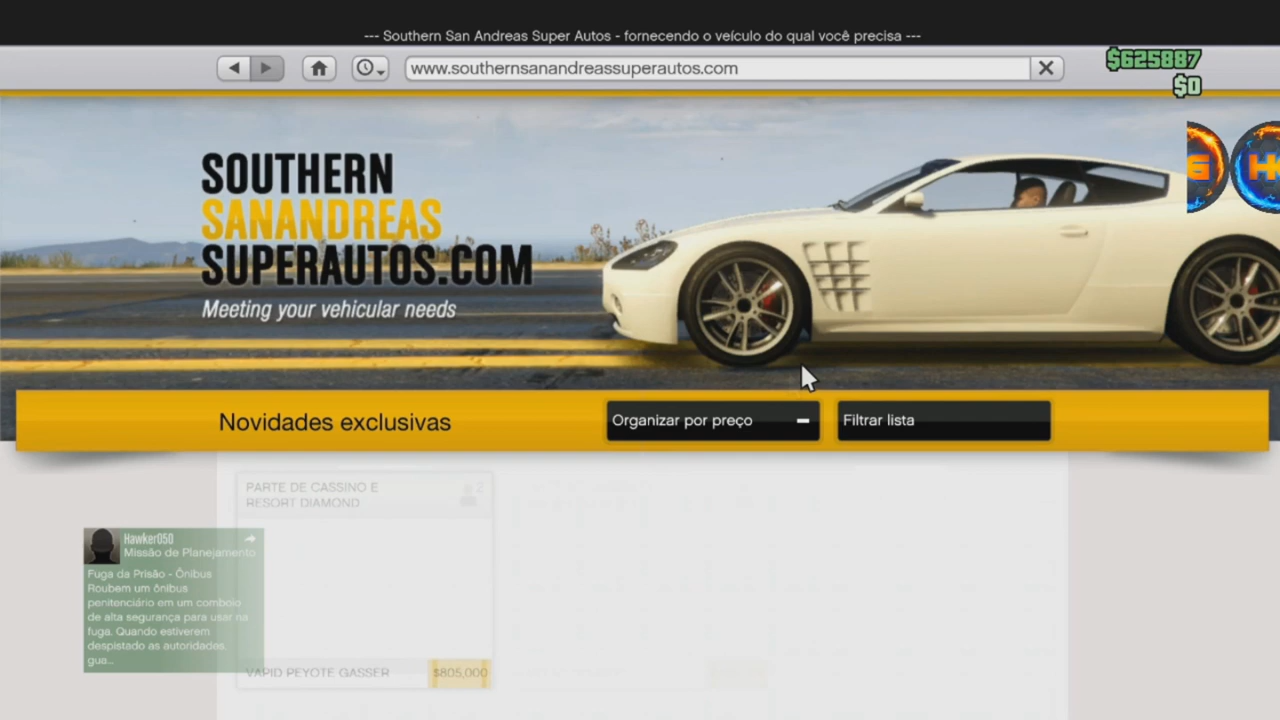 --- Southern San Andreas Super Autos - fornecendo o veículo do qual você precisa ---
www.southernsanandreassuperautos.com
$625887
$0
SOUTHERN
SANANDREAS
SUPERAUTOS.COM
Meeting your vehicular needs
Novidades exclusivas
Organizar por preço
Filtrar lista
PARTE DE CASSINO E
RESORT DIAMOND
2
Hawker050
Missão de Planejamento
Fuga da Prisão - Ônibus
Roubem um ônibus
penitenciário em um comboio
de alta segurança para usar na
fuga. Quando estiverem
despistado as autoridades,
gua...
VAPID PEYOTE GASSER
$805,000